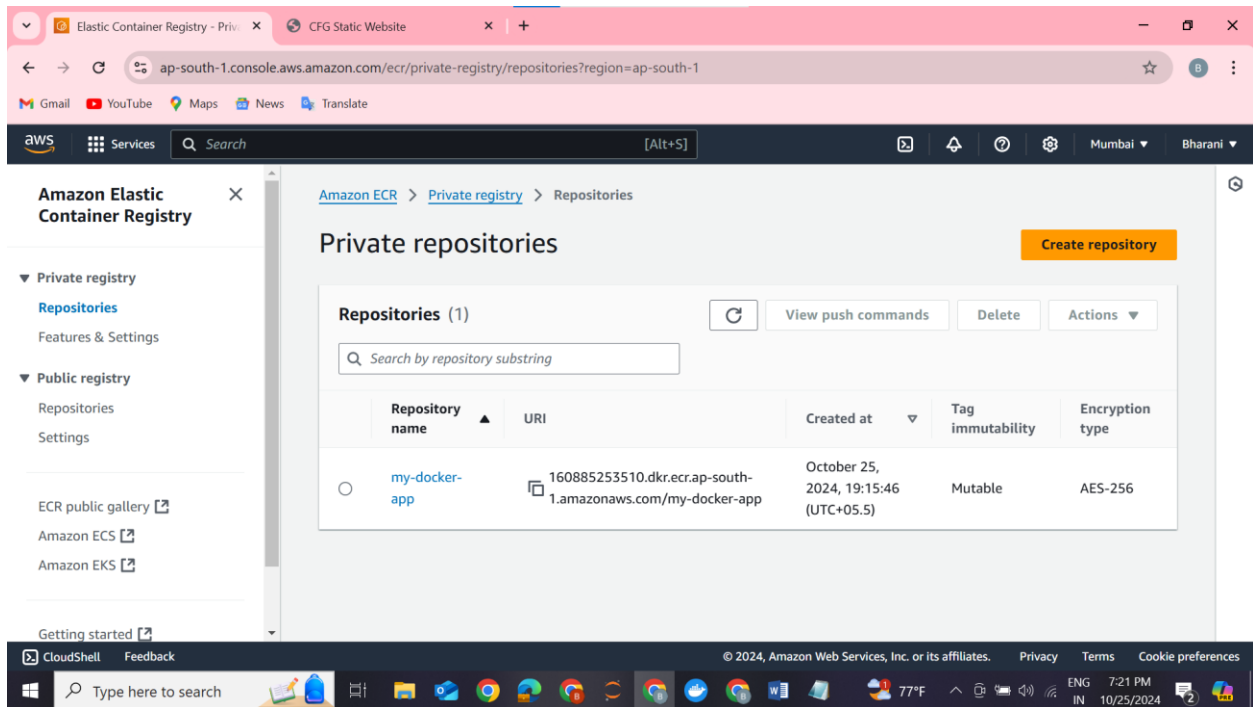 Elastic Container Registry - Priva
CFG Static Website
ap-south-1.console.aws.amazon.com/ecr/private-registry/repositories?region=ap-south-1
B
Gmail YouTube Maps News Translate
aws Services Search [Alt+S] Mumbai Bharani
Amazon Elastic
Container Registry
Private registry
Repositories
Features & Settings
Public registry
Repositories
Settings
ECR public gallery
Amazon ECS
Amazon EKS
Getting started
Amazon ECR > Private registry > Repositories
Private repositories
Create repository
Repositories (1) View push commands Delete Actions
Search by repository substring
Repository
name
URI
Created at
Tag
immutability
Encryption
type
my-docker-
app
160885253510.dkr.ecr.ap-south-
1.amazonaws.com/my-docker-app
October 25,
2024, 19:15:46
(UTC+05.5)
Mutable
AES-256
CloudShell Feedback © 2024, Amazon Web Services, Inc. or its affiliates. Privacy Terms Cookie preferences
Type here to search
77°F
ENG
IN
7:21 PM
10/25/2024
2